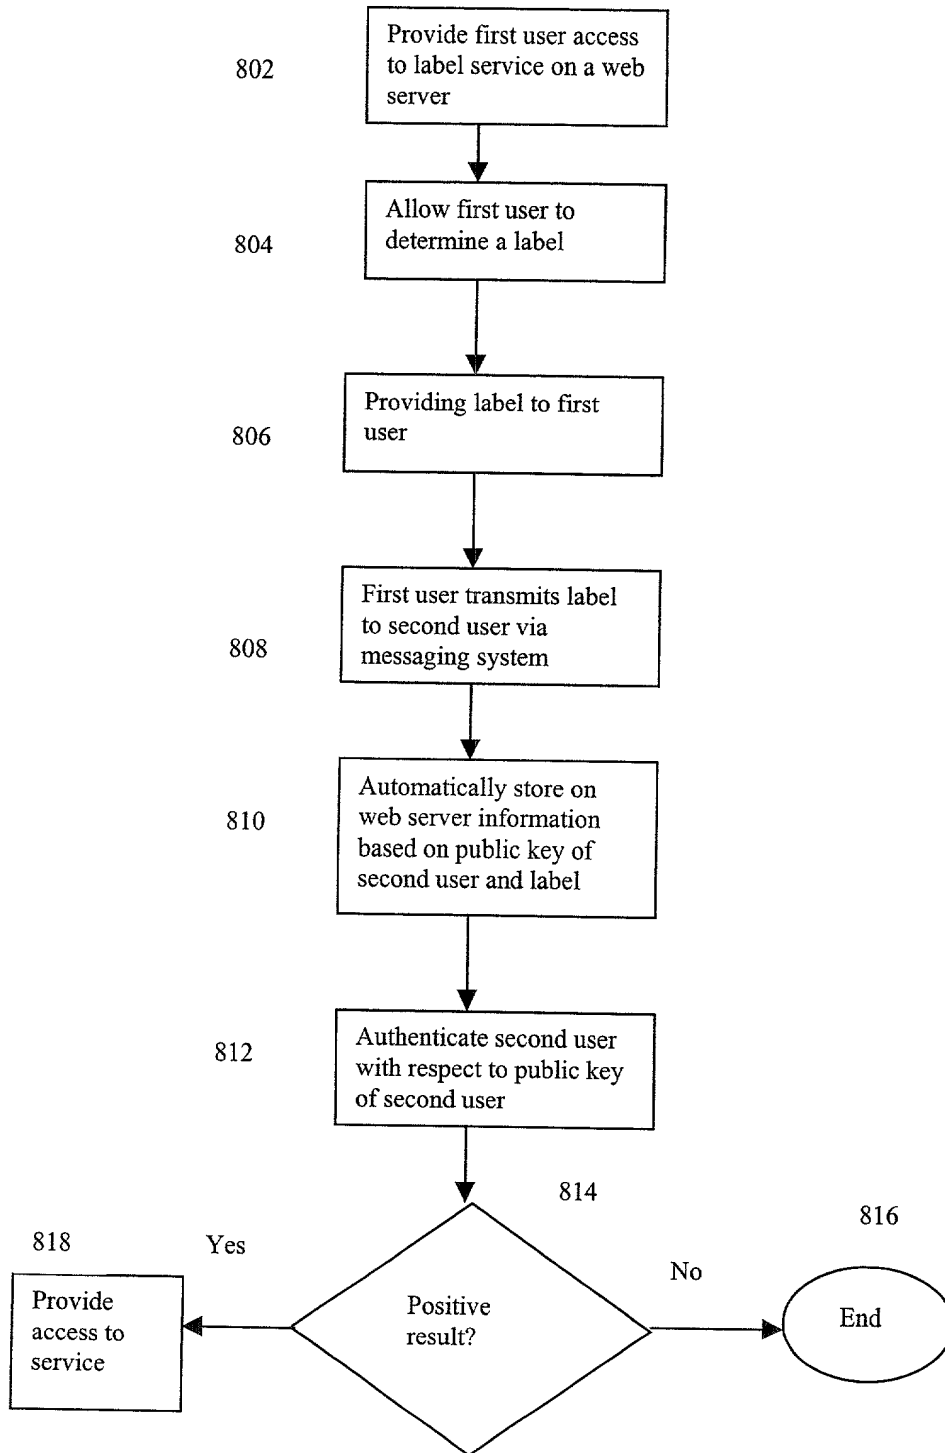 Provide first user access
to label service on a web
server
802
Allow first user to
determine a label
804
Providing label to first
user
806
First user transmits label
to second user via
messaging system
808
Automatically store on
web server information
based on public key of
second user and label
810
Authenticate second user
with respect to public key
of second user
812
814
816
818
Yes
No
Provide
access to
service
Positive
result?
End